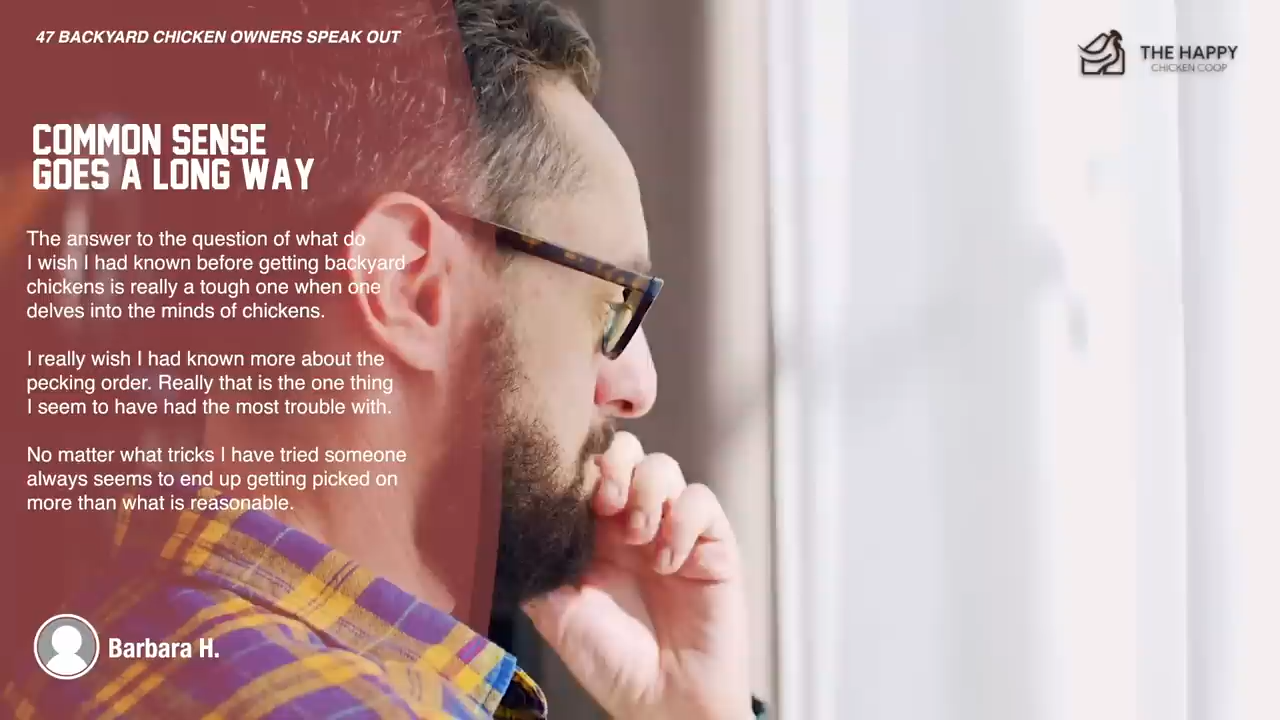 47 BACKYARD CHICKEN OWNERS SPEAK OUT
THE HAPPY
CHICKEN COOP
COMMON SENSE
GOES A LONG WAY
The answer to the question of what do
I wish I had known before getting backyard
chickens is really a tough one when one
delves into the minds of chickens.
I really wish I had known more about the
pecking order. Really that is the one thing
I seem to have had the most trouble with.
No matter what tricks I have tried someone
always seems to end up getting picked on
more than what is reasonable.
Barbara H.